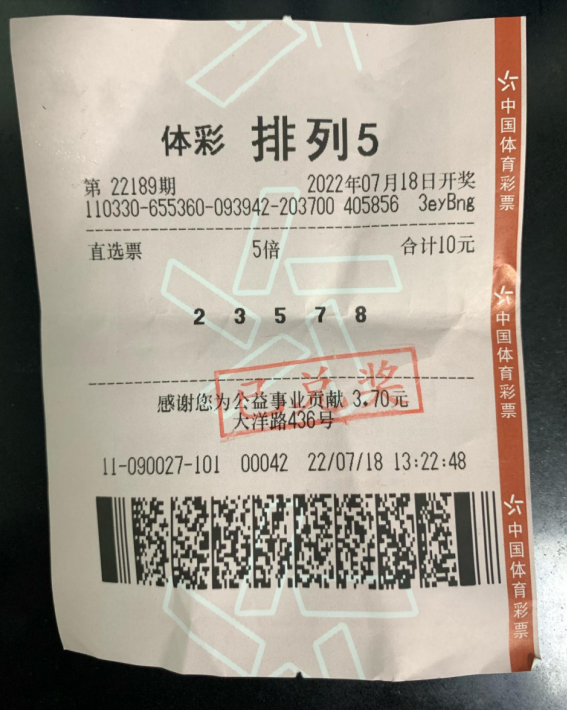 体彩 排列5
第 22189期 2022年07月18日开奖
110330-655360-093942-203700 405856 3eyBng
直选票 5倍 合计10元
2 3 5 7 8
已兑奖
感谢您为公益事业贡献 3.70元
大洋路436号
11-090027-101 00042 22/07/18 13:22:48
中国体育彩票
中国体育彩票
中国体育彩票